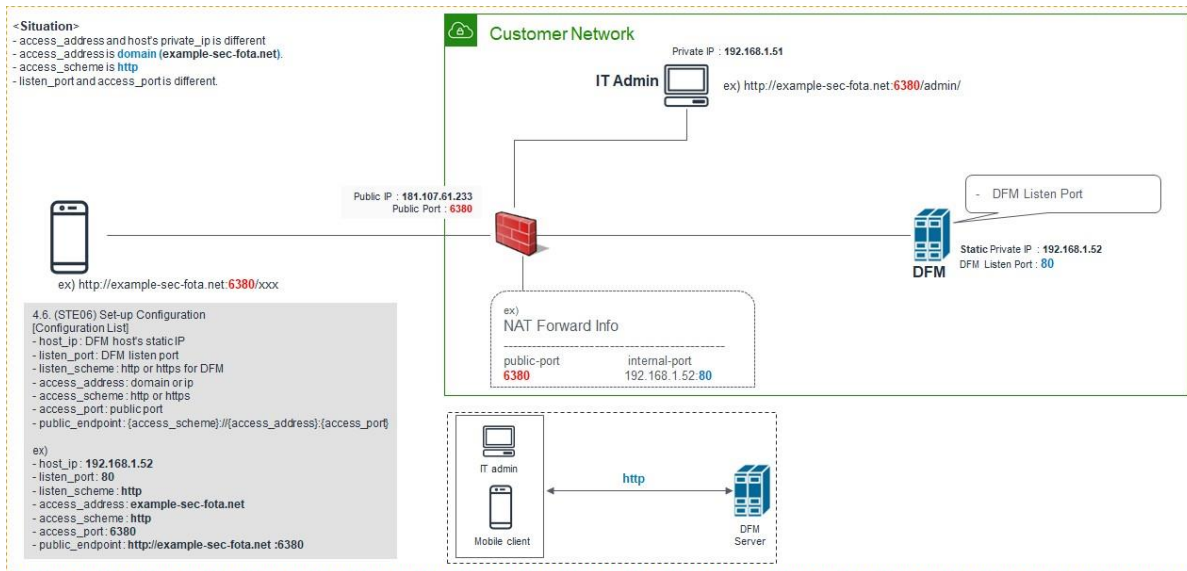 <Situation>
- access_address and host's private_ip is different
- access_address is domain (example-sec-fota.net).
- access_scheme is http
- listen_port and access_port is different.
Customer Network
Private IP : 192.168.1.51
IT Admin
ex) http://example-sec-fota.net:6380/admin/
Public IP : 181.107.61.233
Public Port : 6380
- DFM Listen Port
Static Private IP : 192.168.1.52
DFM Listen Port : 80
DFM
ex) http://example-sec-fota.net:6380/xxx
ex)
NAT Forward Info
public-port internal-port
6380 192.168.1.52:80
4.6. (STE06) Set-up Configuration
[Configuration List]
- host_ip : DFM host's static IP
- listen_port : DFM listen port
- listen_scheme : http or https for DFM
- access_address : domain or ip
- access_scheme : http or https
- access_port : public port
- public_endpoint : {access_scheme}://{access_address}:{access_port}
ex)
- host_ip : 192.168.1.52
- listen_port : 80
- listen_scheme : http
- access_address : example-sec-fota.net
- access_scheme : http
- access_port : 6380
- public_endpoint : http://example-sec-fota.net :6380
IT admin
http
Mobile client
DFM
Server